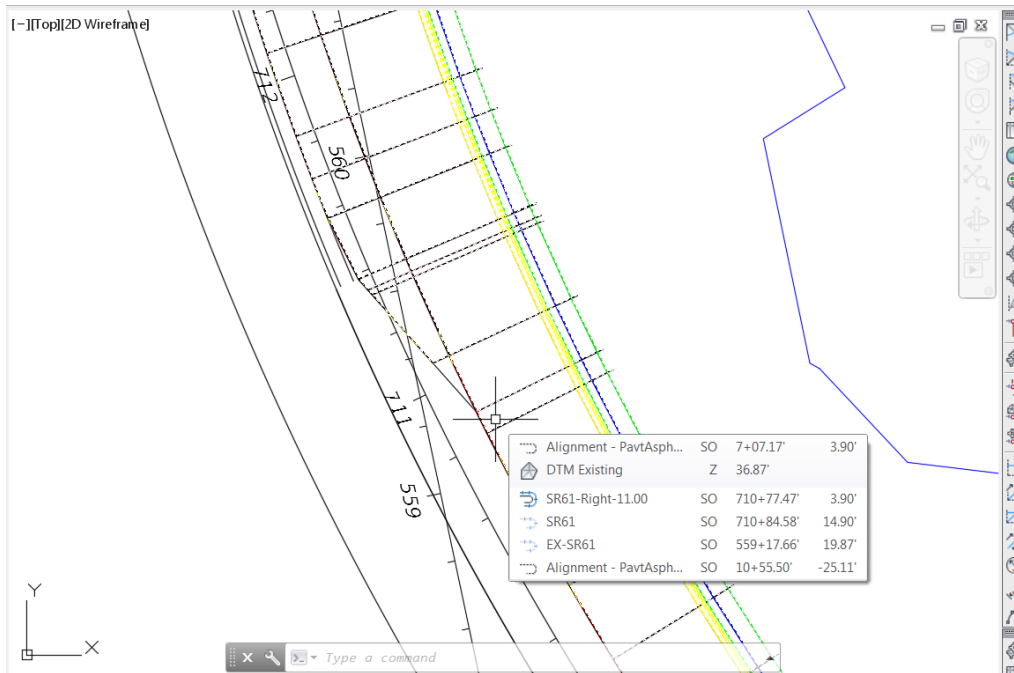 [−][Top][2D Wireframe]
712
560
711
559
Alignment - PavtAsph... SO 7+07.17' 3.90'
DTM Existing Z 36.87'
SR61-Right-11.00 SO 710+77.47' 3.90'
SR61 SO 710+84.58' 14.90'
EX-SR61 SO 559+17.66' 19.87'
Alignment - PavtAsph... SO 10+55.50' -25.11'
Y
X
Type a command